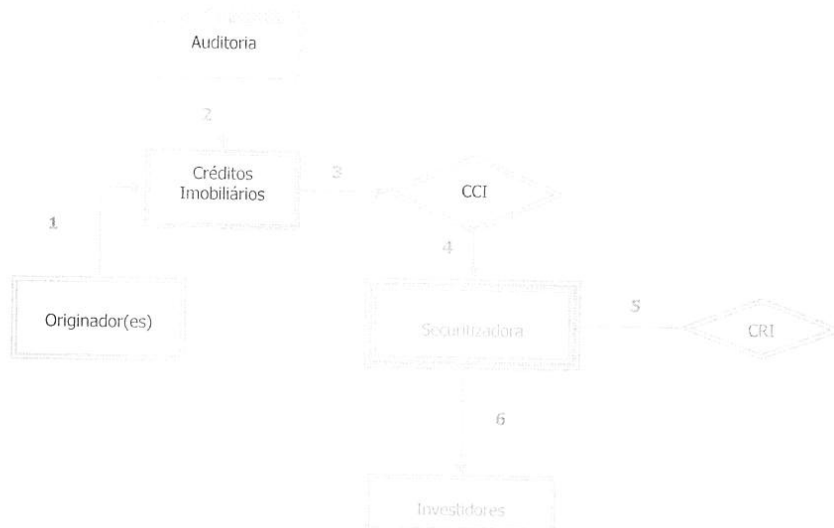 Auditoria
2
Créditos
Imobiliários
3
CCI
1
4
Originador(es)
Securitizadora
5
CRI
6
Investidores